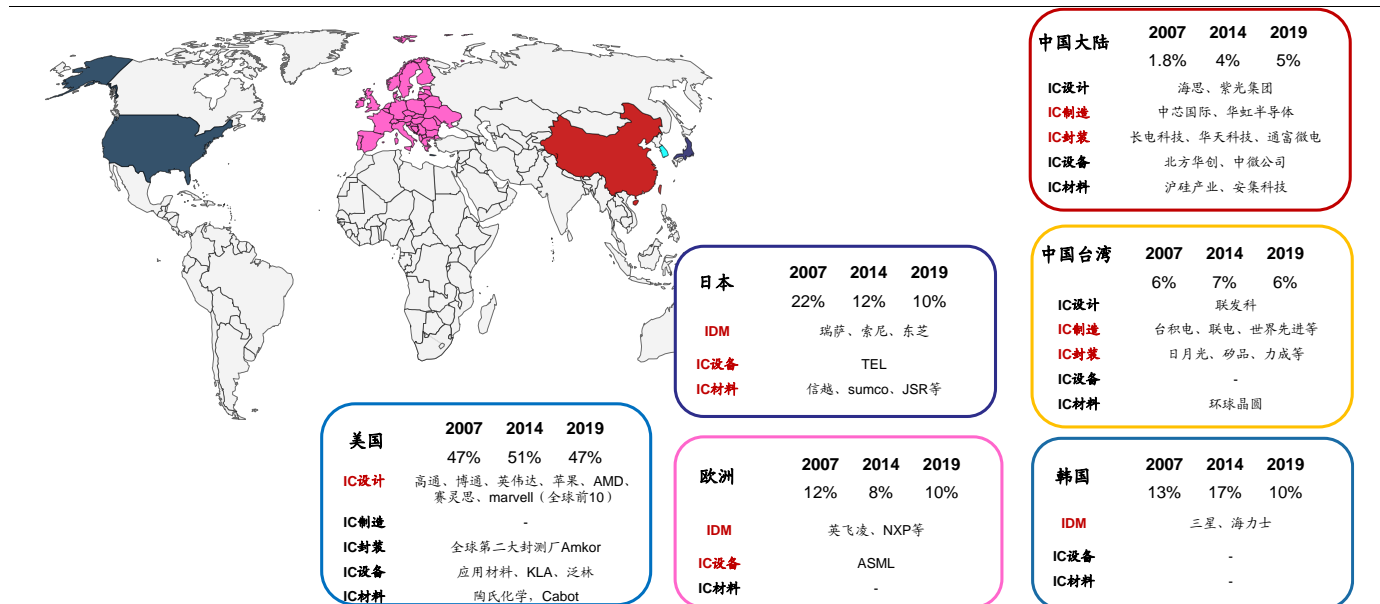 中国大陆 2007 2014 2019
1.8% 4% 5%
IC设计 海思、紫光集团
IC制造 中芯国际、华虹半导体
IC封装 长电科技、华天科技、通富微电
IC设备 北方华创、中微公司
IC材料 沪硅产业、安集科技
中国台湾 2007 2014 2019
6% 7% 6%
IC设计 联发科
IC制造 台积电、联电、世界先进等
IC封装 日月光、矽品、力成等
IC设备 -
IC材料 环球晶圆
日本 2007 2014 2019
22% 12% 10%
IDM 瑞萨、索尼、东芝
IC设备 TEL
IC材料 信越、sumco、JSR等
美国 2007 2014 2019
47% 51% 47%
IC设计 高通、博通、英伟达、苹果、AMD、
赛灵思、marvell（全球前10）
IC制造 -
IC封装 全球第二大封测厂Amkor
IC设备 应用材料、KLA、泛林
IC材料 陶氏化学，Cabot
欧洲 2007 2014 2019
12% 8% 10%
IDM 英飞凌、NXP等
IC设备 ASML
IC材料 -
韩国 2007 2014 2019
13% 17% 10%
IDM 三星、海力士
IC设备 -
IC材料 -